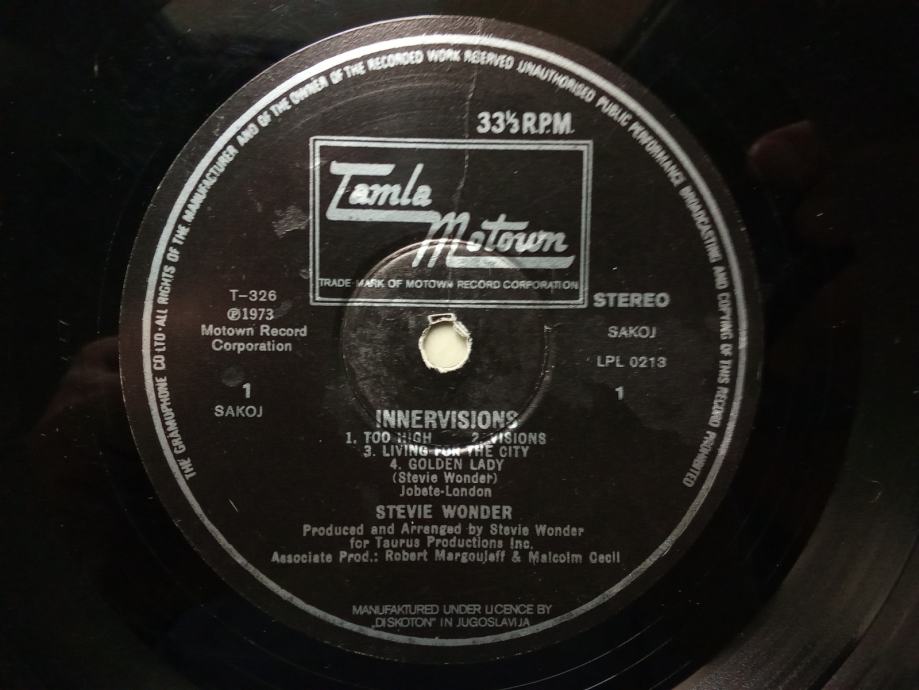 THE GRAMOPHONE CO LTD·ALL RIGHTS OF THE MANUFACTURER AND OF THE OWNER OF THE RECORDED WORK RESERVED UNAUTHORISED PUBLIC PERFORMANCE BROADCASTING AND COPYING OF THIS RECORD PROHIBITED
33⅓ R.P.M.
Tamla
Motown
TRADE MARK OF MOTOWN RECORD CORPORATION
STEREO
T-326
℗1973
Motown Record
Corporation
SAKOJ
LPL 0213
1
SAKOJ
1
INNERVISIONS
1. TOO HIGH 2. VISIONS
3. LIVING FOR THE CITY
4. GOLDEN LADY
(Stevie Wonder)
Jobete-London
STEVIE WONDER
Produced and Arranged by Stevie Wonder
for Taurus Productions Inc.
Associate Prod.: Robert Margouleff & Malcolm Cecil
MANUFAKTURED UNDER LICENCE BY
„DISKOTON" IN JUGOSLAVIJA